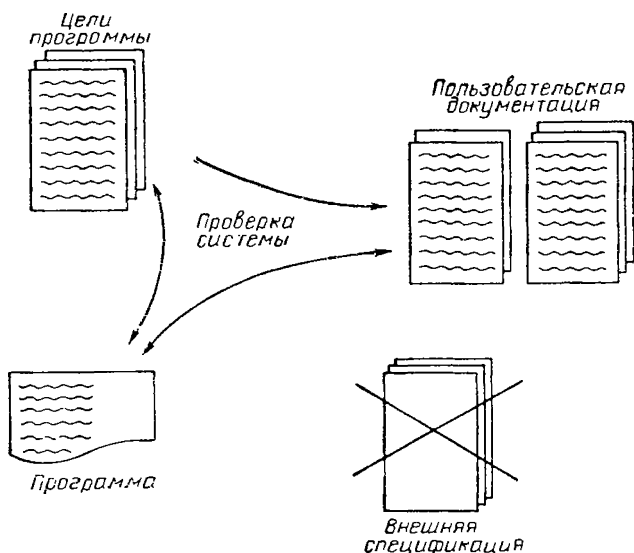 Цели
программы
Пользовательская
документация
Проверка
системы
Программа
Внешняя
спецификация